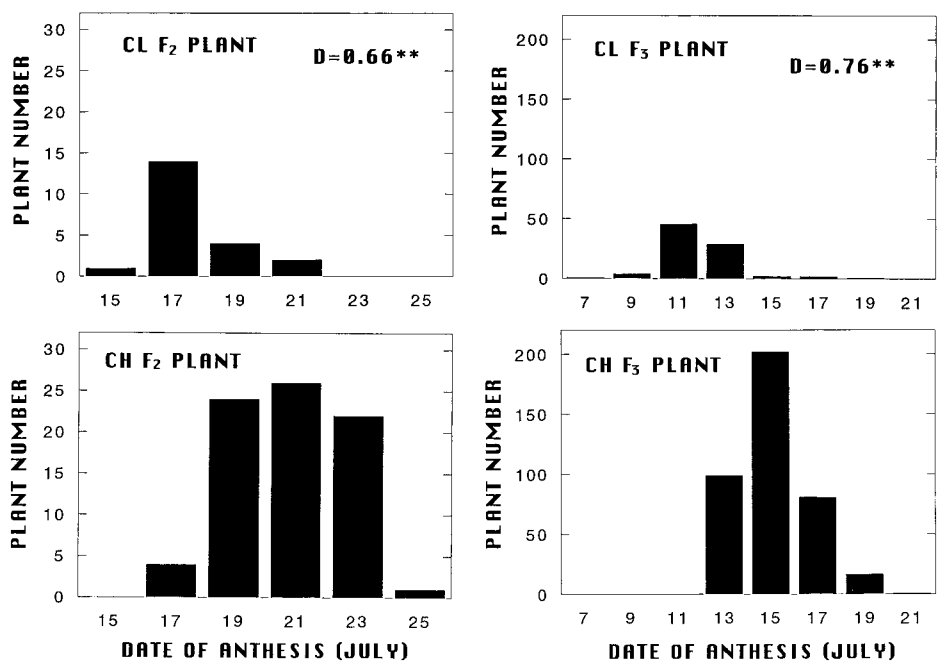 CL F2 PLANT
D=0.66**
PLANT NUMBER
30
25
20
15
10
5
0
15 17 19 21 23 25
CL F3 PLANT
D=0.76**
PLANT NUMBER
200
150
100
50
0
7 9 11 13 15 17 19 21
CH F2 PLANT
PLANT NUMBER
30
25
20
15
10
5
0
15 17 19 21 23 25
DATE OF ANTHESIS (JULY)
CH F3 PLANT
PLANT NUMBER
200
150
100
50
0
7 9 11 13 15 17 19 21
DATE OF ANTHESIS (JULY)